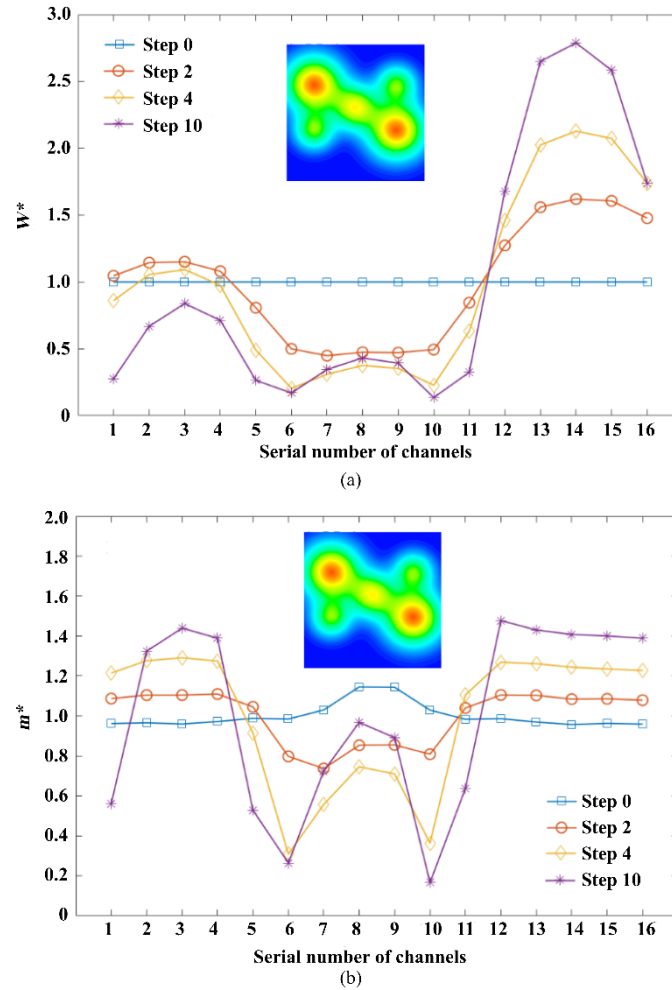 3.0
2.5
2.0
1.5
1.0
0.5
0
W*
Step 0
Step 2
Step 4
Step 10
1 2 3 4 5 6 7 8 9 10 11 12 13 14 15 16
Serial number of channels
(a)
2.0
1.8
1.6
1.4
1.2
1.0
0.8
0.6
0.4
0.2
0
m*
Step 0
Step 2
Step 4
Step 10
1 2 3 4 5 6 7 8 9 10 11 12 13 14 15 16
Serial number of channels
(b)